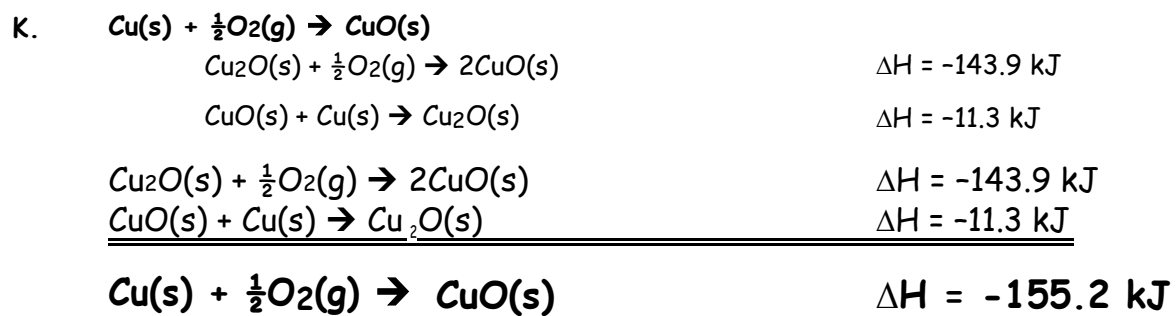 K. Cu(s) + ½O2(g) → CuO(s)
Cu2O(s) + ½O2(g) → 2CuO(s) ΔH = -143.9 kJ
CuO(s) + Cu(s) → Cu2O(s) ΔH = -11.3 kJ
Cu2O(s) + ½O2(g) → 2CuO(s) ΔH = -143.9 kJ
CuO(s) + Cu(s) → Cu₂O(s) ΔH = -11.3 kJ
Cu(s) + ½O2(g) → CuO(s) ΔH = -155.2 kJ